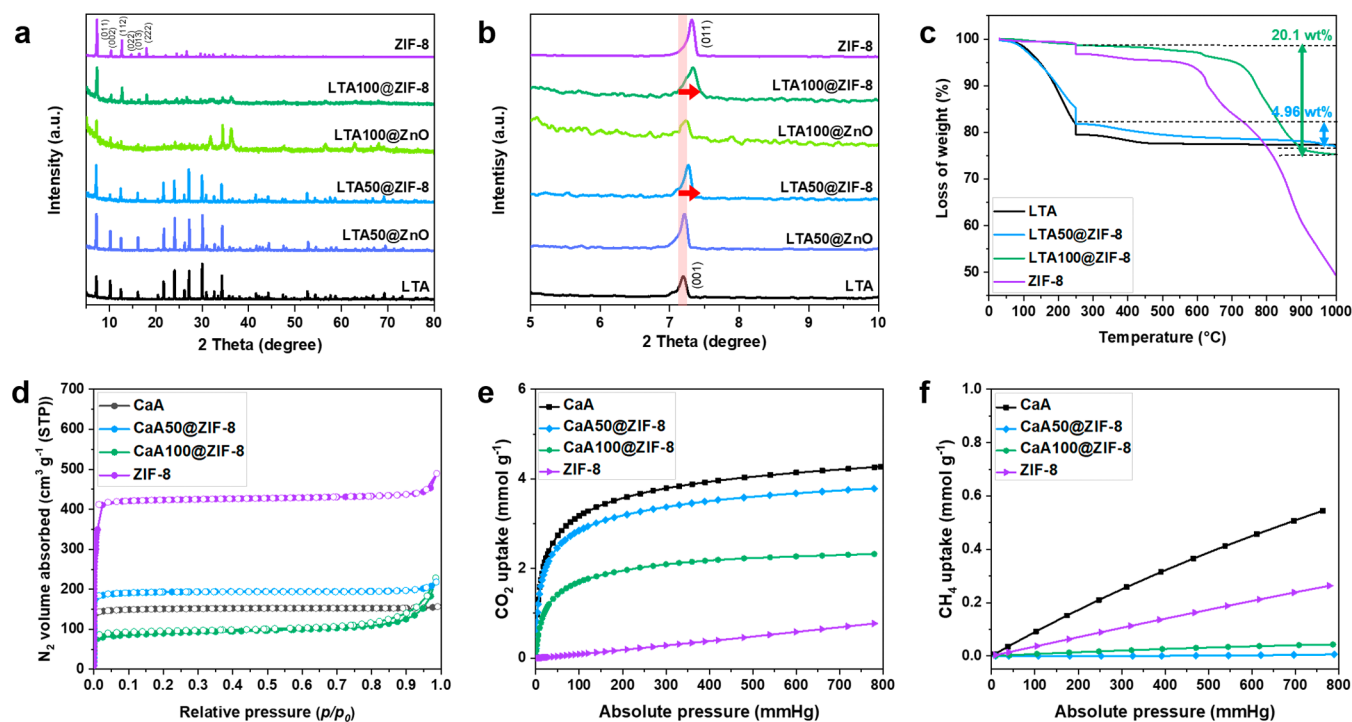 a
Intensity (a.u.)
(011)
(002)
(112)
(022)
(013)
(222)
ZIF-8
LTA100@ZIF-8
LTA100@ZnO
LTA50@ZIF-8
LTA50@ZnO
LTA
10 20 30 40 50 60 70 80
2 Theta (degree)
b
Intentisy (a.u.)
ZIF-8
(011)
LTA100@ZIF-8
LTA100@ZnO
LTA50@ZIF-8
LTA50@ZnO
(001)
LTA
5 6 7 8 9 10
2 Theta (degree)
c
Loss of weight (%)
100
90
80
70
60
50
20.1 wt%
4.96 wt%
LTA
LTA50@ZIF-8
LTA100@ZIF-8
ZIF-8
0 100 200 300 400 500 600 700 800 900 1000
Temperature (°C)
d
N2 volume absorbed (cm3 g-1 (STP))
700
600
500
400
300
200
100
0
CaA
CaA50@ZIF-8
CaA100@ZIF-8
ZIF-8
0.0 0.1 0.2 0.3 0.4 0.5 0.6 0.7 0.8 0.9 1.0
Relative pressure (p/p0)
e
CO2 uptake (mmol g-1)
6
4
2
0
CaA
CaA50@ZIF-8
CaA100@ZIF-8
ZIF-8
0 100 200 300 400 500 600 700 800
Absolute pressure (mmHg)
f
CH4 uptake (mmol g-1)
1.0
0.8
0.6
0.4
0.2
0.0
CaA
CaA50@ZIF-8
CaA100@ZIF-8
ZIF-8
0 100 200 300 400 500 600 700 800
Absolute pressure (mmHg)